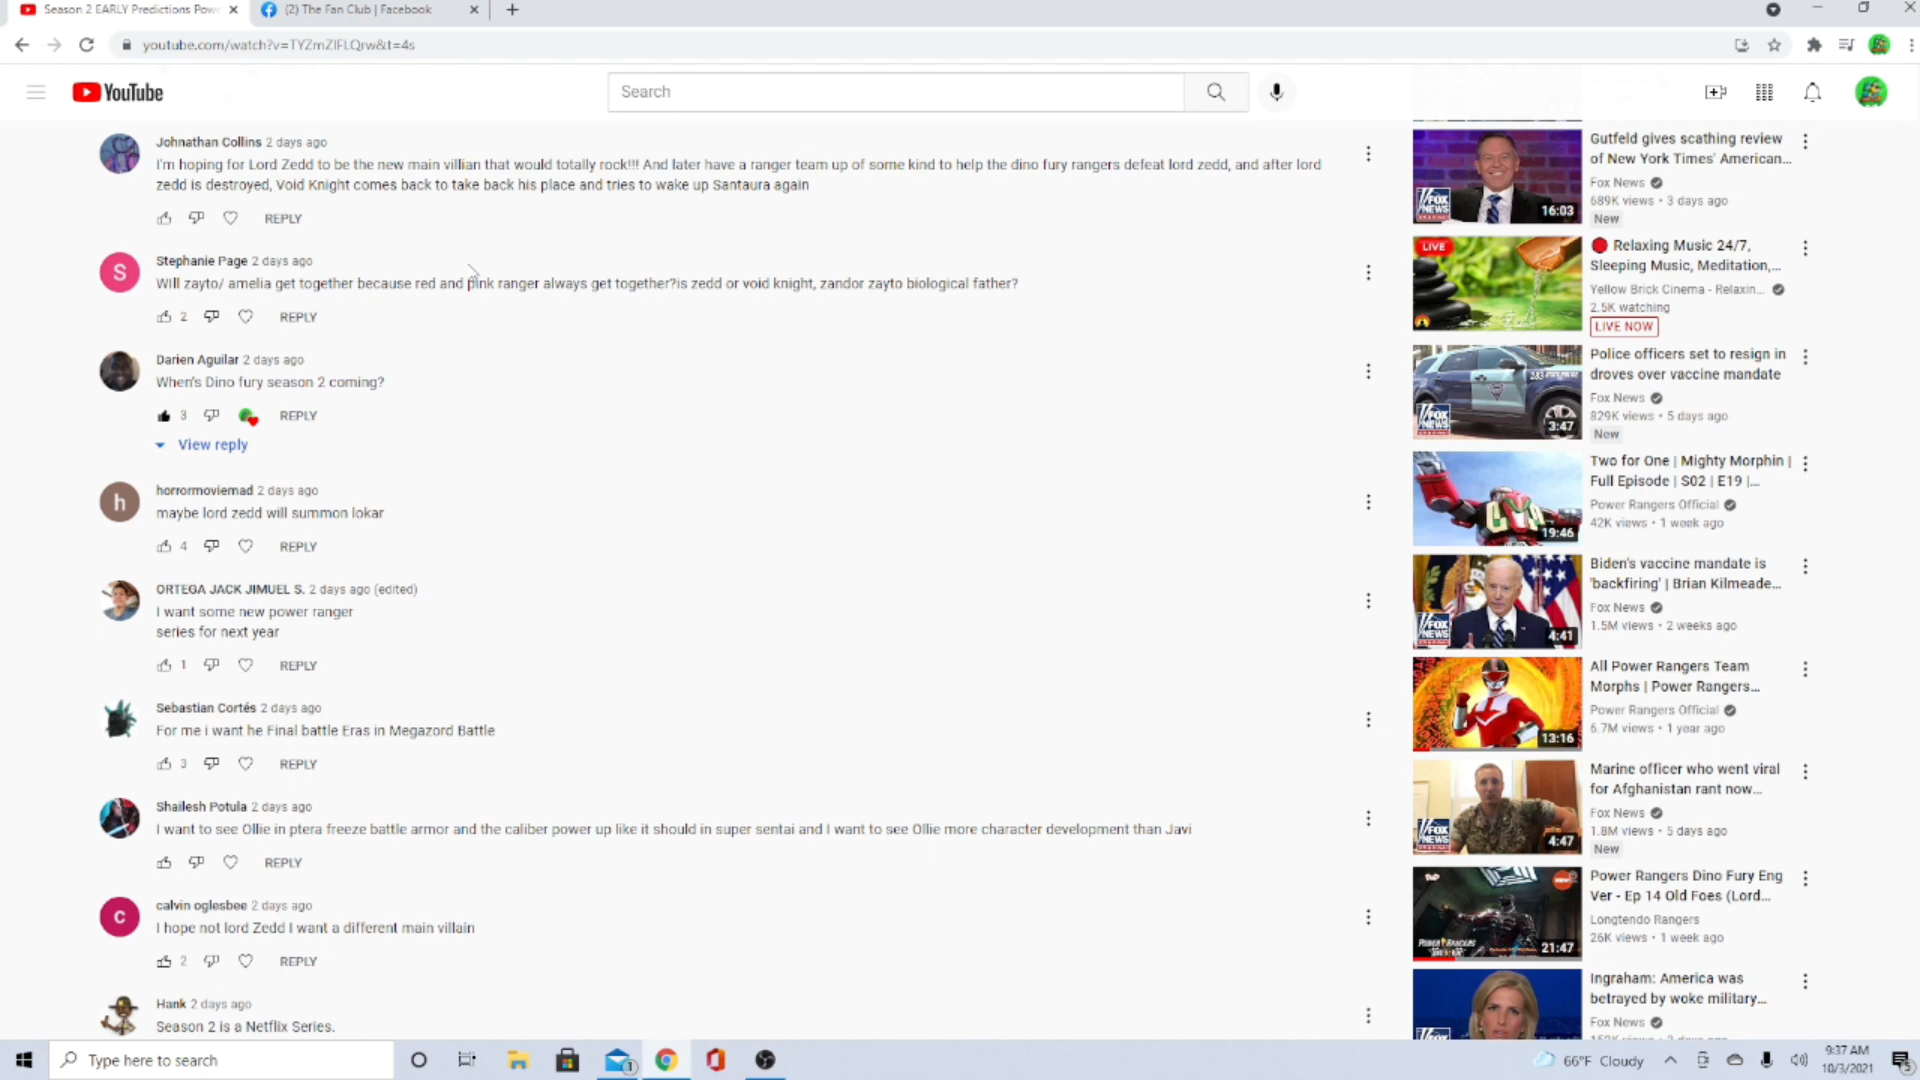 Season 2 EARLY Predictions Pow
(2) The Fan Club | Facebook
youtube.com/watch?v=TYZmZIFLQrw&t=4s
YouTube
Search
Johnathan Collins 2 days ago
I'm hoping for Lord Zedd to be the new main villian that would totally rock!!! And later have a ranger team up of some kind to help the dino fury rangers defeat lord zedd, and after lord
zedd is destroyed, Void Knight comes back to take back his place and tries to wake up Santaura again
REPLY
Stephanie Page 2 days ago
WIll zayto/ amelia get together because red and pink ranger always get together?is zedd or void knight, zandor zayto biological father?
2 REPLY
Darien Aguilar 2 days ago
When's Dino fury season 2 coming?
3 REPLY
View reply
horrormoviemad 2 days ago
maybe lord zedd will summon lokar
4 REPLY
ORTEGA JACK JIMUEL S. 2 days ago (edited)
I want some new power ranger
series for next year
1 REPLY
Sebastian Cortés 2 days ago
For me i want he Final battle Eras in Megazord Battle
3 REPLY
Shailesh Potula 2 days ago
I want to see Ollie in ptera freeze battle armor and the caliber power up like it should in super sentai and I want to see Ollie more character development than Javi
REPLY
calvin oglesbee 2 days ago
I hope not lord Zedd I want a different main villain
2 REPLY
Hank 2 days ago
Season 2 is a Netflix Series.
S
h
c
Gutfeld gives scathing review
of New York Times' American...
Fox News
689K views • 3 days ago
New
FOX NEWS
16:03
Relaxing Music 24/7,
Sleeping Music, Meditation,...
Yellow Brick Cinema - Relaxin...
2.5K watching
LIVE NOW
LIVE
Police officers set to resign in
droves over vaccine mandate
Fox News
829K views • 5 days ago
New
FOX NEWS
3:47
Two for One | Mighty Morphin |
Full Episode | S02 | E19 |...
Power Rangers Official
42K views • 1 week ago
19:46
Biden's vaccine mandate is
'backfiring' | Brian Kilmeade...
Fox News
1.5M views • 2 weeks ago
FOX NEWS
4:41
All Power Rangers Team
Morphs | Power Rangers...
Power Rangers Official
6.7M views • 1 year ago
13:16
Marine officer who went viral
for Afghanistan rant now...
Fox News
1.8M views • 5 days ago
New
FOX NEWS
4:47
Power Rangers Dino Fury Eng
Ver - Ep 14 Old Foes (Lord...
Longtendo Rangers
26K views • 1 week ago
POWER RANGERS
21:47
Ingraham: America was
betrayed by woke military...
Fox News
Type here to search
1
66°F Cloudy
9:37 AM
10/3/2021
5